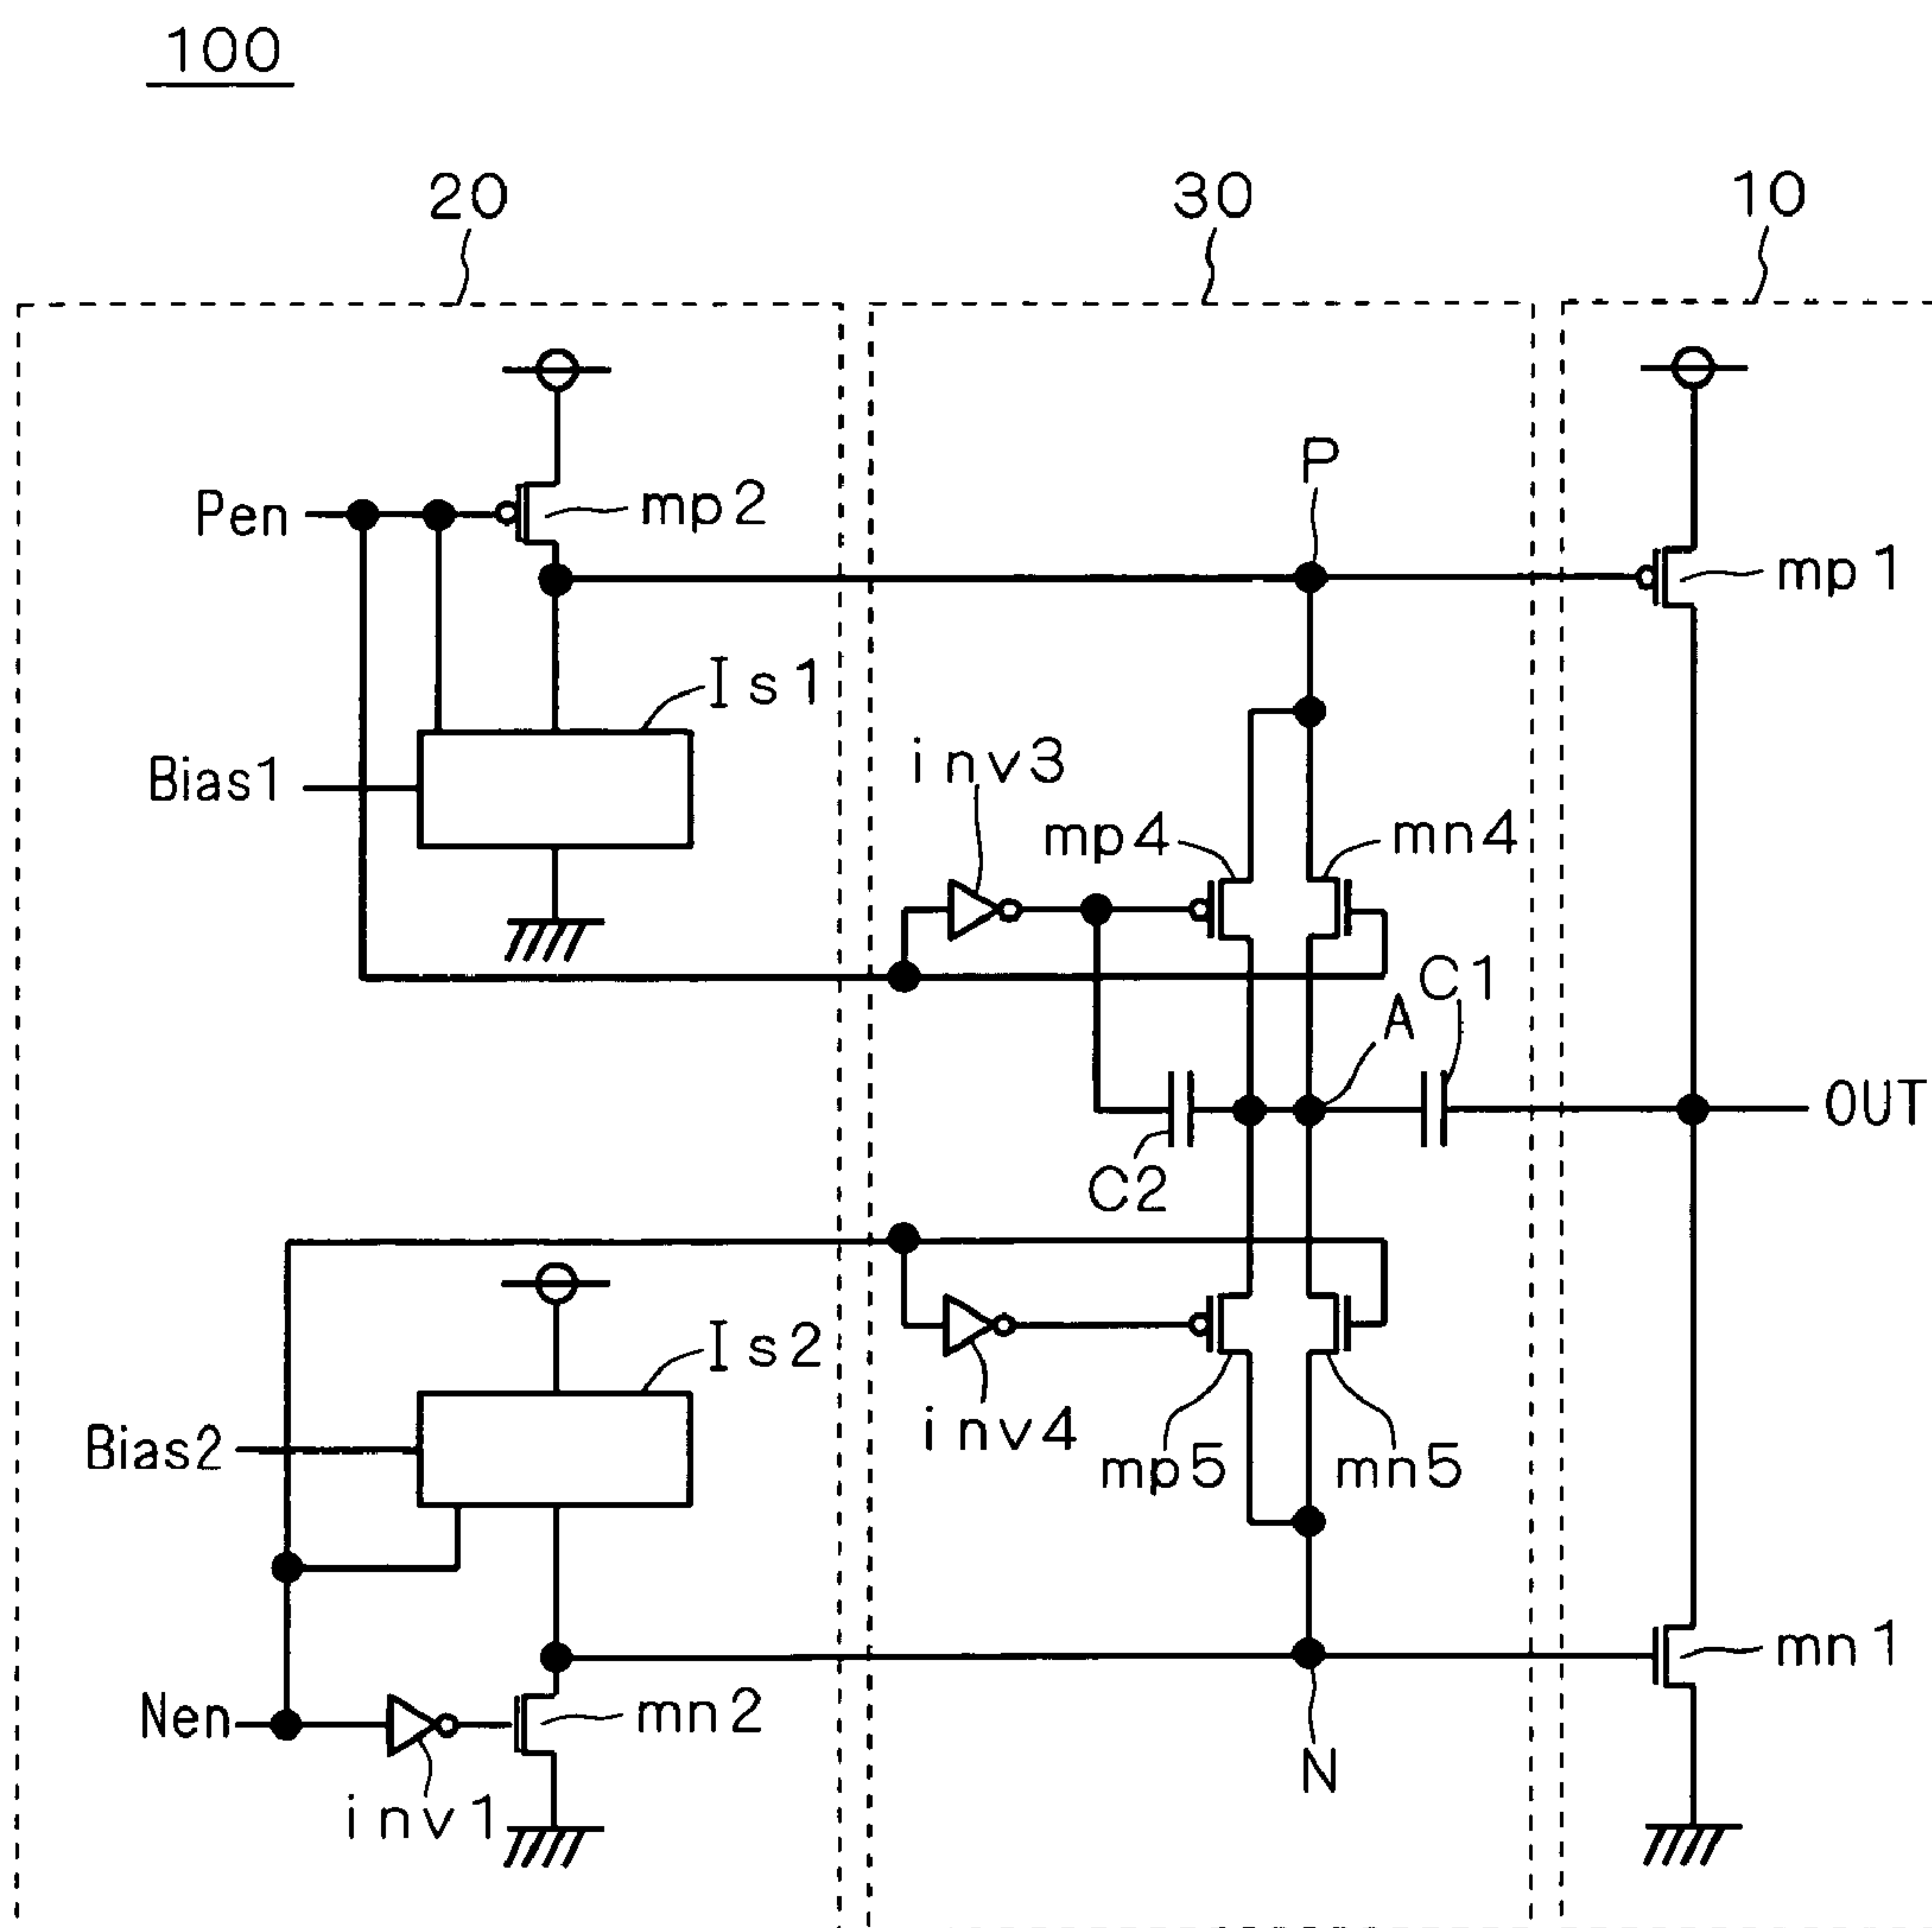 100
20
30
10
P
Pen
mp2
mp1
Is1
Bias1
inv3
mp4
mn4
A
C1
OUT
C2
Is2
Bias2
inv4
mp5
mn5
mn1
Nen
mn2
N
inv1